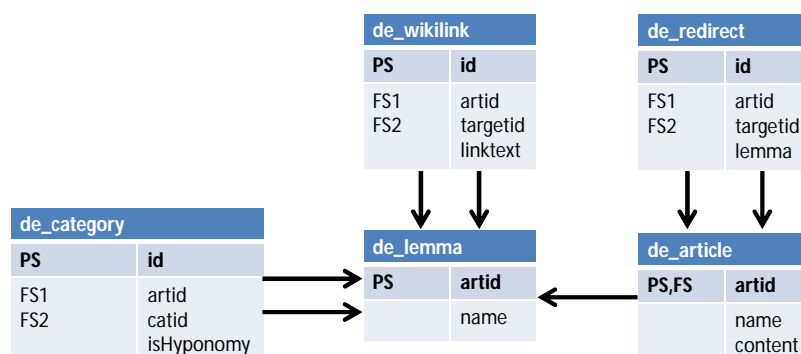 de_wikilink
PS id
FS1 artid
FS2 targetid
linktext
de_redirect
PS id
FS1 artid
FS2 targetid
lemma
de_category
PS id
FS1 artid
FS2 catid
isHyponomy
de_lemma
PS artid
name
de_article
PS,FS artid
name
content